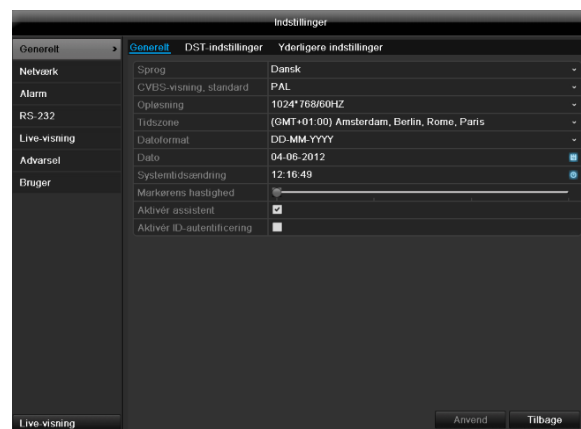 Indstillinger
Generelt
Netværk
Alarm
RS-232
Live-visning
Advarsel
Bruger
Generelt DST-indstillinger Yderligere indstillinger
Sprog Dansk
CVBS-visning, standard PAL
Opløsning 1024*768/60HZ
Tidszone (GMT+01:00) Amsterdam, Berlin, Rome, Paris
Datoformat DD-MM-YYYY
Dato 04-06-2012
Systemtidsændring 12:16:49
Markørens hastighed
Aktivér assistent
Aktivér ID-autentificering
Live-visning
Anvend Tilbage